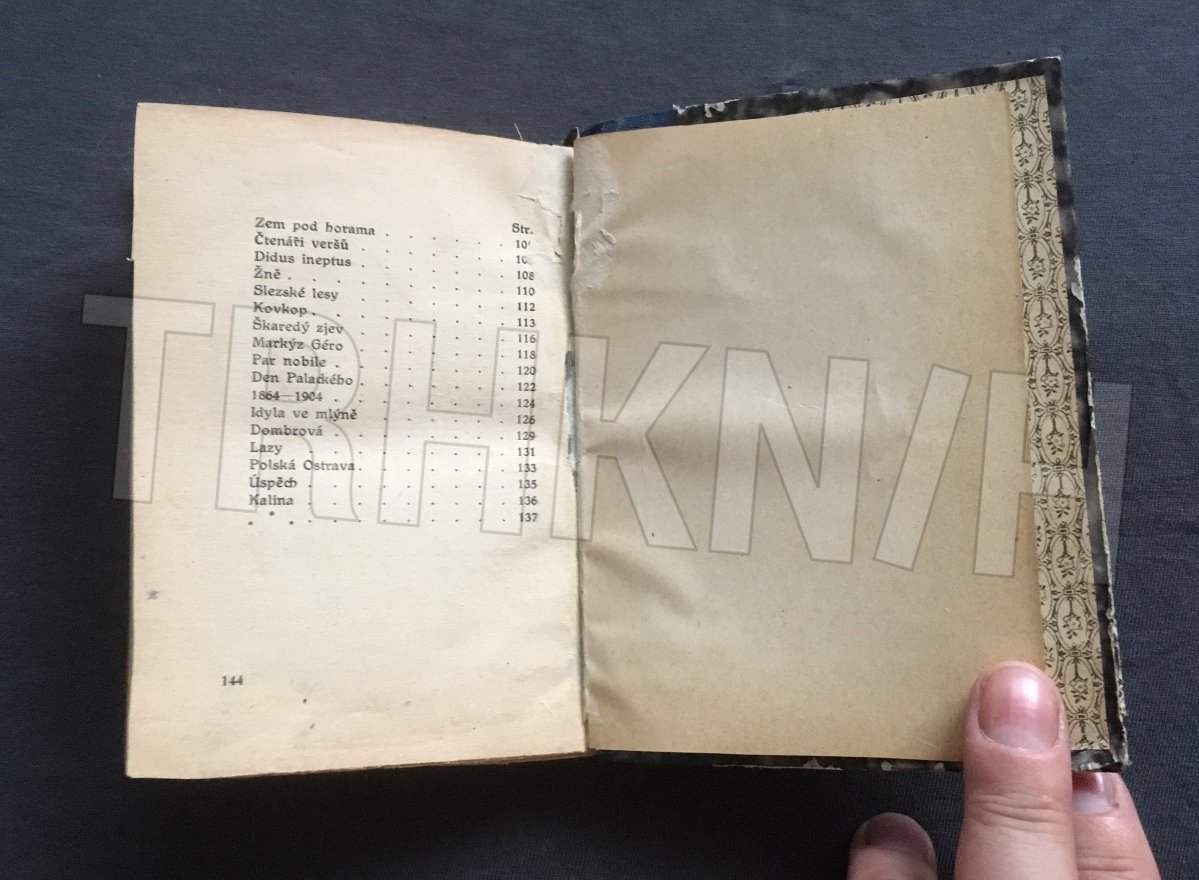 Str.
Zem pod horama . . . . . .
Čtenáři veršů . . . . . . .
Didus ineptus . . . . . . . 108
Žně . . . . . . . 110
Slezské lesy . . . . . . 112
Kovkop . . . . . . . 113
Škaredý zjev . . . . . . 116
Markýz Géro . . . . . . . 118
Par nobile . . . . . . . 120
Den Palackého . . . . . . . 122
1864—1904 . . . . . . . 124
Idyla ve mlýně . . . . . . 126
Dombrová . . . . . . . 129
Lazy . . . . . . . 131
Polská Ostrava . . . . . . . 133
Úspěch . . . . . . . 135
Kalina . . . . . . . 136
* * * . . . . . . 137
144
TRHKNIH